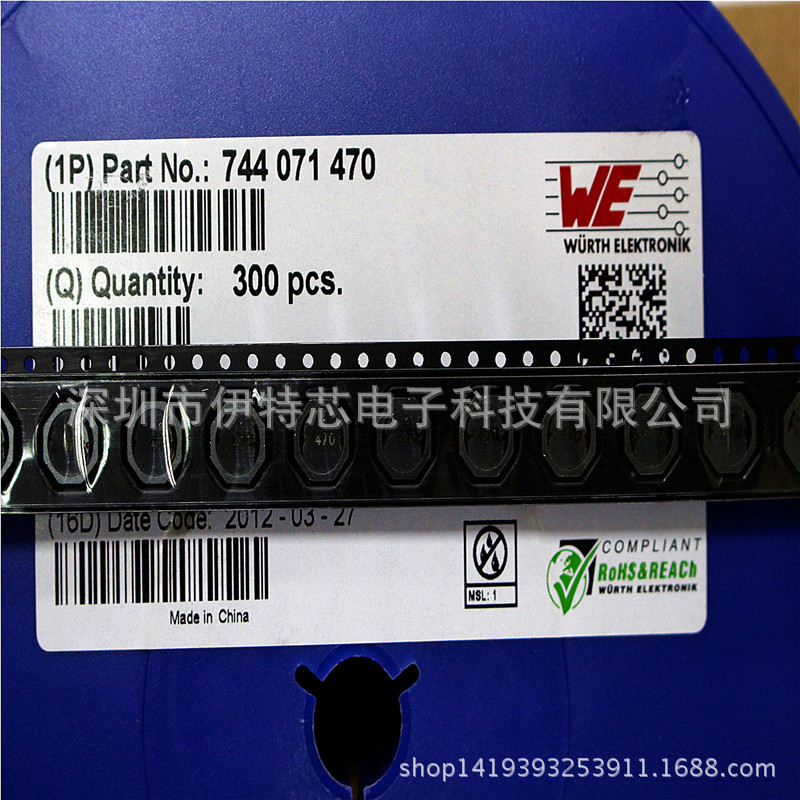 (1P) Part No.: 744 071 470
WE
WÜRTH ELEKTRONIK
(Q) Quantity: 300 pcs.
深圳市伊特芯电子科技有限公司
470
(16D) Date Code: 2012 - 03 - 27
Made in China
MSL: 1
COMPLIANT
RoHS&REACh
WÜRTH ELEKTRONIK
shop1419393253911.1688.com